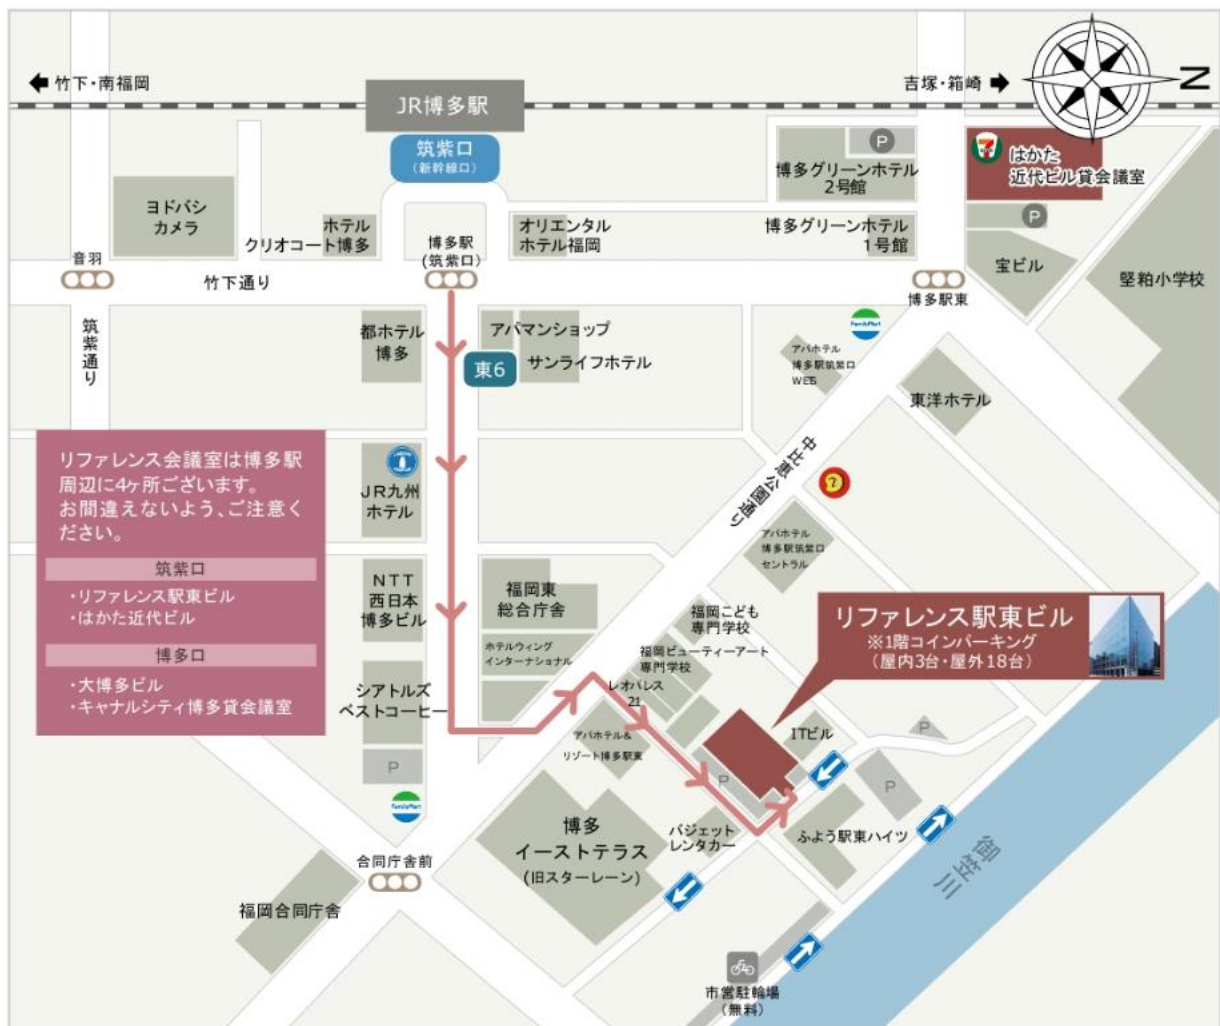 竹下・南福岡
JR博多駅
吉塚・箱崎
N
筑紫口
(新幹線口)
P
博多グリーンホテル
2号館
はかた
近代ビル貸会議室
P
ヨドバシ
カメラ
ホテル
クリオコート博多
博多駅
(筑紫口)
オリエンタル
ホテル福岡
博多グリーンホテル
1号館
音羽
竹下通り
博多駅東
宝ビル
堅粕小学校
筑紫通り
都ホテル
博多
アパマンショップ
サンライフホテル
東6
FamilyMart
アパホテル
博多駅筑紫口
WES
東洋ホテル
中比恵公園通り
リファレンス会議室は博多駅
周辺に4ヶ所ございます。
お間違えないよう、ご注意く
ださい。
筑紫口
・リファレンス駅東ビル
・はかた近代ビル
博多口
・大博多ビル
・キャナルシティ博多貸会議室
JR九州
ホテル
アパホテル
博多駅筑紫口
セントラル
NTT
西日本
博多ビル
福岡東
総合庁舎
ホテルウィング
インターナショナル
福岡こども
専門学校
福岡ビューティーアート
専門学校
レオパレス
21
リファレンス駅東ビル
※1階コインパーキング
(屋内3台・屋外18台)
シアトルズ
ベストコーヒー
P
FamilyMart
アパホテル&
リゾート博多駅東
ITビル
P
P
P
博多
イーストテラス
(旧スターレーン)
バジェット
レンタカー
ふよう駅東ハイツ
御笠川
合同庁舎前
福岡合同庁舎
市営駐輪場
(無料)